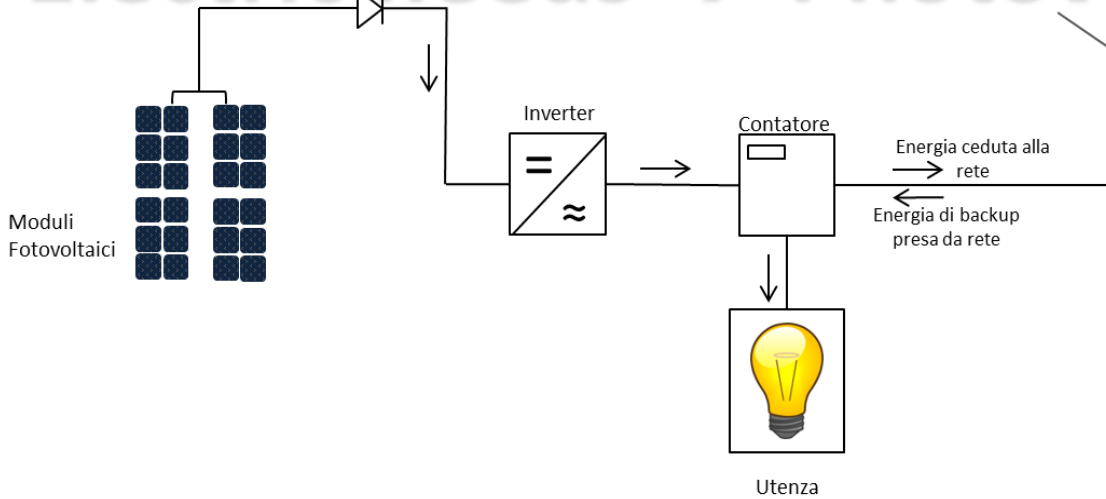 Inverter
Contatore
Energia ceduta alla
rete
Energia di backup
presa da rete
Moduli
Fotovoltaici
Utenza